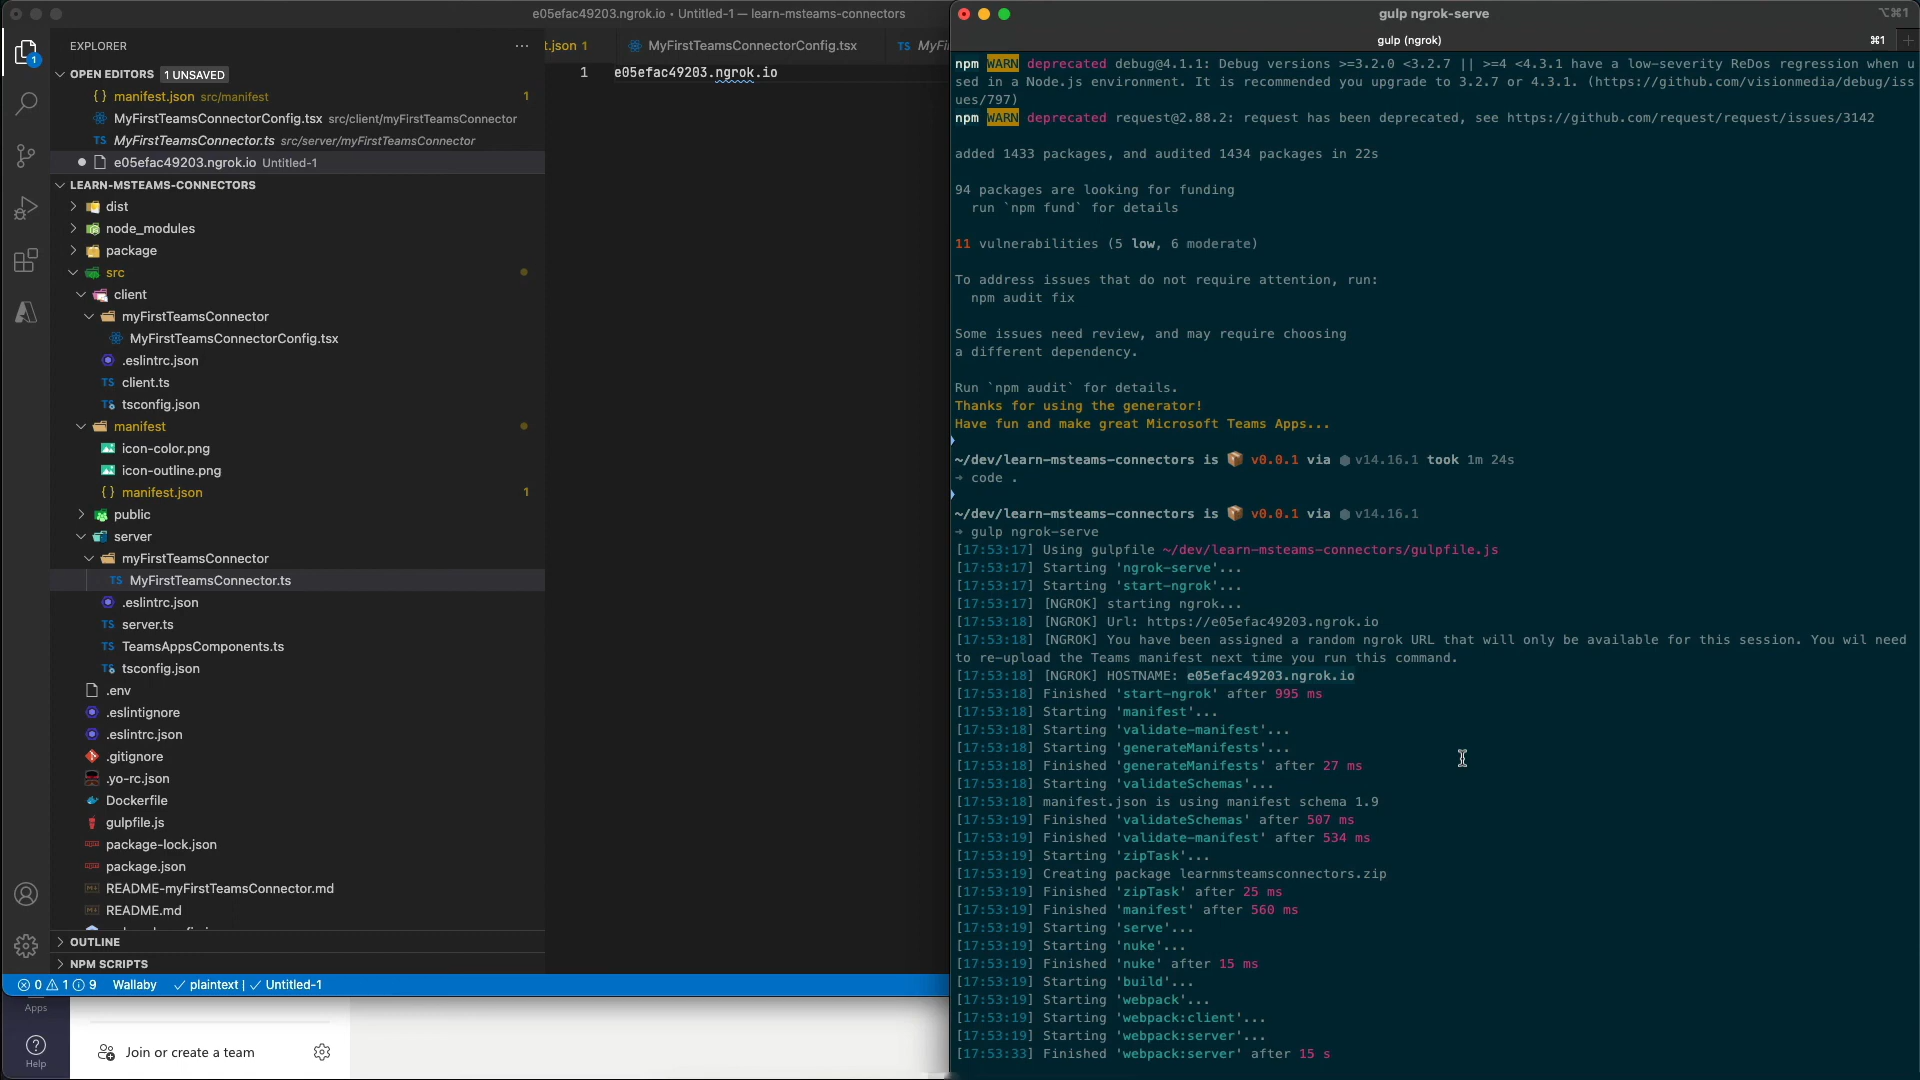 e05efac49203.ngrok.io • Untitled-1 — learn-msteams-connectors
EXPLORER
OPEN EDITORS 1 UNSAVED
{} manifest.json src/manifest 1
MyFirstTeamsConnectorConfig.tsx src/client/myFirstTeamsConnector
TS MyFirstTeamsConnector.ts src/server/myFirstTeamsConnector
e05efac49203.ngrok.io Untitled-1
LEARN-MSTEAMS-CONNECTORS
dist
node_modules
package
src
client
myFirstTeamsConnector
MyFirstTeamsConnectorConfig.tsx
.eslintrc.json
TS client.ts
tsconfig.json
manifest
icon-color.png
icon-outline.png
{} manifest.json 1
public
server
myFirstTeamsConnector
TS MyFirstTeamsConnector.ts
.eslintrc.json
TS server.ts
TS TeamsAppsComponents.ts
tsconfig.json
.env
.eslintignore
.eslintrc.json
.gitignore
.yo-rc.json
Dockerfile
gulpfile.js
package-lock.json
package.json
README-myFirstTeamsConnector.md
README.md
OUTLINE
NPM SCRIPTS
0 1 9 Wallaby ✓ plaintext | ✓ Untitled-1
Apps
Help
Join or create a team
t.json 1 MyFirstTeamsConnectorConfig.tsx TS MyFi
1 e05efac49203.ngrok.io
gulp ngrok-serve ⌥⌘1
gulp (ngrok) ⌘1
npm WARN deprecated debug@4.1.1: Debug versions >=3.2.0 <3.2.7 || >=4 <4.3.1 have a low-severity ReDos regression when u
sed in a Node.js environment. It is recommended you upgrade to 3.2.7 or 4.3.1. (https://github.com/visionmedia/debug/iss
ues/797)
npm WARN deprecated request@2.88.2: request has been deprecated, see https://github.com/request/request/issues/3142
added 1433 packages, and audited 1434 packages in 22s
94 packages are looking for funding
run `npm fund` for details
11 vulnerabilities (5 low, 6 moderate)
To address issues that do not require attention, run:
npm audit fix
Some issues need review, and may require choosing
a different dependency.
Run `npm audit` for details.
Thanks for using the generator!
Have fun and make great Microsoft Teams Apps...
~/dev/learn-msteams-connectors is 📦 v0.0.1 via ⬢ v14.16.1 took 1m 24s
➜ code .
~/dev/learn-msteams-connectors is 📦 v0.0.1 via ⬢ v14.16.1
➜ gulp ngrok-serve
[17:53:17] Using gulpfile ~/dev/learn-msteams-connectors/gulpfile.js
[17:53:17] Starting 'ngrok-serve'...
[17:53:17] Starting 'start-ngrok'...
[17:53:17] [NGROK] starting ngrok...
[17:53:18] [NGROK] Url: https://e05efac49203.ngrok.io
[17:53:18] [NGROK] You have been assigned a random ngrok URL that will only be available for this session. You wil need
to re-upload the Teams manifest next time you run this command.
[17:53:18] [NGROK] HOSTNAME: e05efac49203.ngrok.io
[17:53:18] Finished 'start-ngrok' after 995 ms
[17:53:18] Starting 'manifest'...
[17:53:18] Starting 'validate-manifest'...
[17:53:18] Starting 'generateManifests'...
[17:53:18] Finished 'generateManifests' after 27 ms
[17:53:18] Starting 'validateSchemas'...
[17:53:18] manifest.json is using manifest schema 1.9
[17:53:19] Finished 'validateSchemas' after 507 ms
[17:53:19] Finished 'validate-manifest' after 534 ms
[17:53:19] Starting 'zipTask'...
[17:53:19] Creating package learnmsteamsconnectors.zip
[17:53:19] Finished 'zipTask' after 25 ms
[17:53:19] Finished 'manifest' after 560 ms
[17:53:19] Starting 'serve'...
[17:53:19] Starting 'nuke'...
[17:53:19] Finished 'nuke' after 15 ms
[17:53:19] Starting 'build'...
[17:53:19] Starting 'webpack'...
[17:53:19] Starting 'webpack:client'...
[17:53:19] Starting 'webpack:server'...
[17:53:33] Finished 'webpack:server' after 15 s